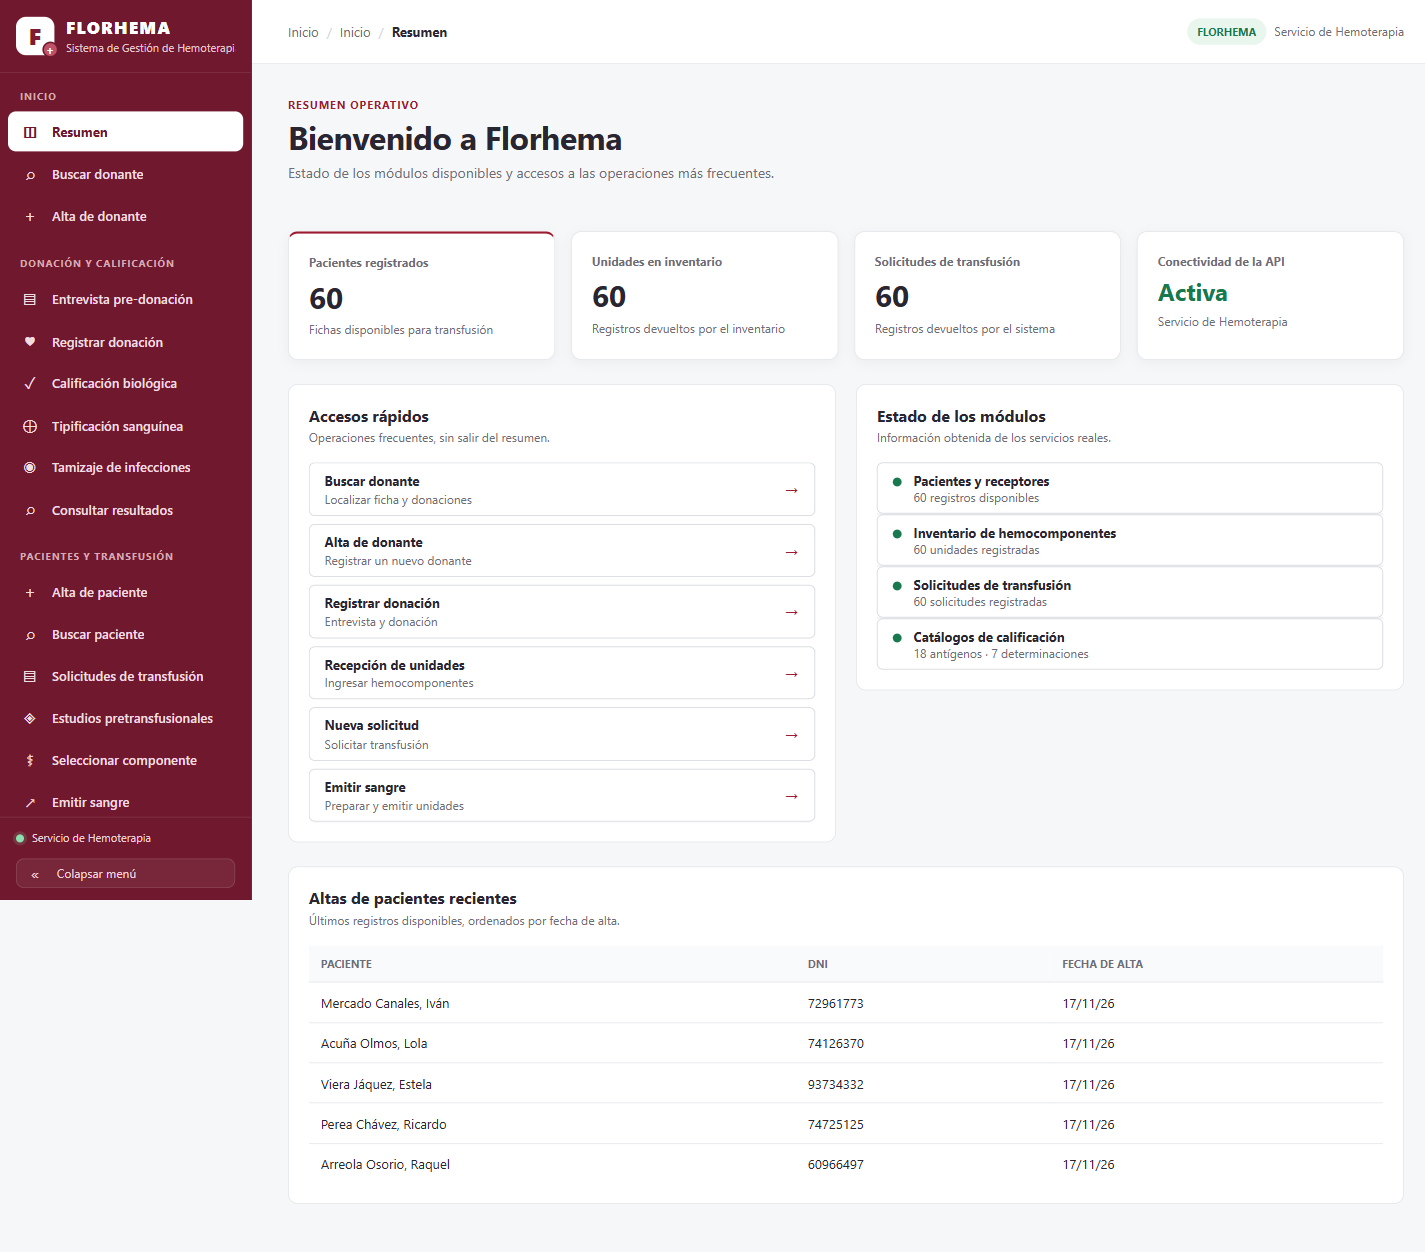 FLORHEMA
Sistema de Gestión de Hemoterapi
INICIO
Resumen
Buscar donante
Alta de donante
DONACIÓN Y CALIFICACIÓN
Entrevista pre-donación
Registrar donación
Calificación biológica
Tipificación sanguínea
Tamizaje de infecciones
Consultar resultados
PACIENTES Y TRANSFUSIÓN
Alta de paciente
Buscar paciente
Solicitudes de transfusión
Estudios pretransfusionales
Seleccionar componente
Emitir sangre
Servicio de Hemoterapia
« Colapsar menú
Inicio / Inicio / Resumen
FLORHEMA Servicio de Hemoterapia
RESUMEN OPERATIVO
Bienvenido a Florhema
Estado de los módulos disponibles y accesos a las operaciones más frecuentes.
Pacientes registrados
60
Fichas disponibles para transfusión
Unidades en inventario
60
Registros devueltos por el inventario
Solicitudes de transfusión
60
Registros devueltos por el sistema
Conectividad de la API
Activa
Servicio de Hemoterapia
Accesos rápidos
Operaciones frecuentes, sin salir del resumen.
Buscar donante
Localizar ficha y donaciones
Alta de donante
Registrar un nuevo donante
Registrar donación
Entrevista y donación
Recepción de unidades
Ingresar hemocomponentes
Nueva solicitud
Solicitar transfusión
Emitir sangre
Preparar y emitir unidades
Estado de los módulos
Información obtenida de los servicios reales.
Pacientes y receptores
60 registros disponibles
Inventario de hemocomponentes
60 unidades registradas
Solicitudes de transfusión
60 solicitudes registradas
Catálogos de calificación
18 antígenos · 7 determinaciones
Altas de pacientes recientes
Últimos registros disponibles, ordenados por fecha de alta.
PACIENTE DNI FECHA DE ALTA
Mercado Canales, Iván 72961773 17/11/26
Acuña Olmos, Lola 74126370 17/11/26
Viera Jáquez, Estela 93734332 17/11/26
Perea Chávez, Ricardo 74725125 17/11/26
Arreola Osorio, Raquel 60966497 17/11/26